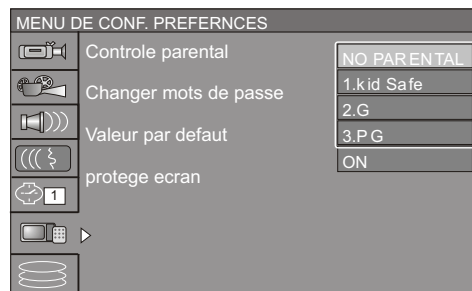 MENU DE CONF. PREFERNCES
Controle parental
Changer mots de passe
Valeur par defaut
protege ecran
NO PARENTAL
1.kid Safe
2.G
3.PG
ON
1